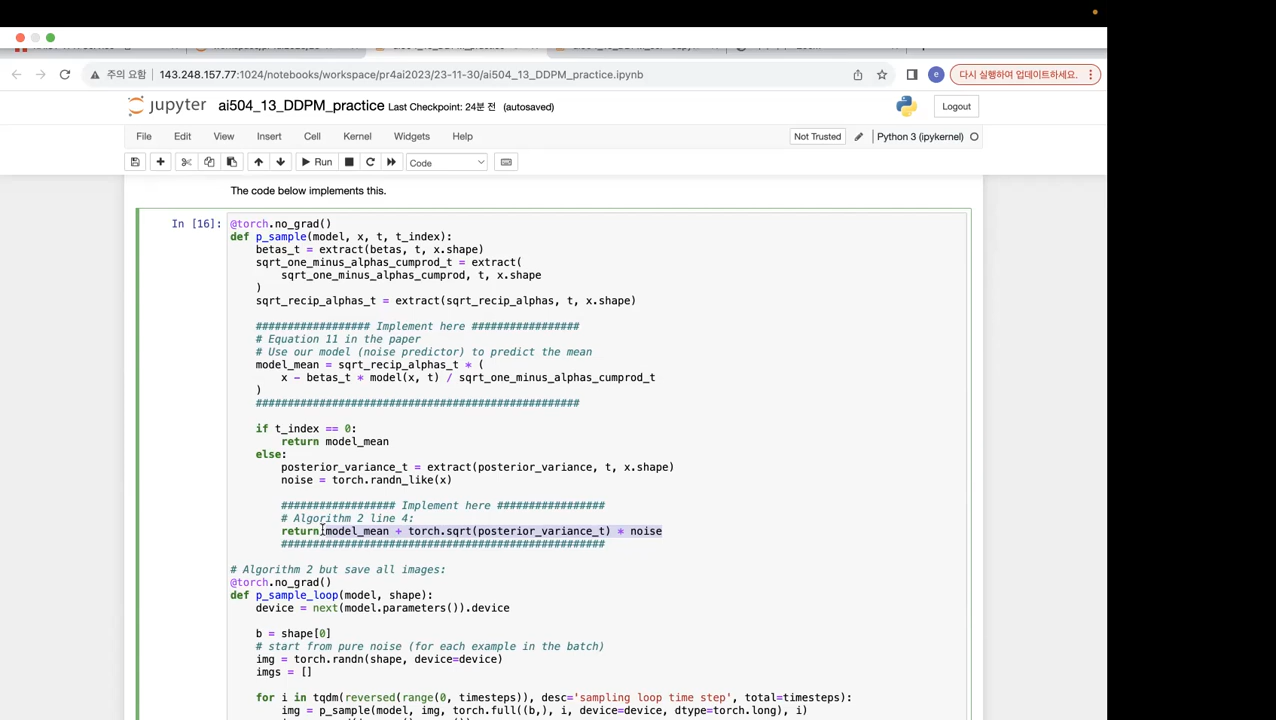 주의 요함
143.248.157.77:1024/notebooks/workspace/pr4ai2023/23-11-30/ai504_13_DDPM_practice.ipynb
e
다시 실행하여 업데이트하세요.
jupyter ai504_13_DDPM_practice Last Checkpoint: 24분 전 (autosaved)
Logout
File Edit View Insert Cell Kernel Widgets Help
Not Trusted
Python 3 (ipykernel)
Run
Code
The code below implements this.
In [16]:
@torch.no_grad()
def p_sample(model, x, t, t_index):
    betas_t = extract(betas, t, x.shape)
    sqrt_one_minus_alphas_cumprod_t = extract(
        sqrt_one_minus_alphas_cumprod, t, x.shape
    )
    sqrt_recip_alphas_t = extract(sqrt_recip_alphas, t, x.shape)
    ################## Implement here #################
    # Equation 11 in the paper
    # Use our model (noise predictor) to predict the mean
    model_mean = sqrt_recip_alphas_t * (
        x - betas_t * model(x, t) / sqrt_one_minus_alphas_cumprod_t
    )
    ###################################################
    if t_index == 0:
        return model_mean
    else:
        posterior_variance_t = extract(posterior_variance, t, x.shape)
        noise = torch.randn_like(x)
        ################## Implement here #################
        # Algorithm 2 line 4:
        return model_mean + torch.sqrt(posterior_variance_t) * noise
        ###################################################
# Algorithm 2 but save all images:
@torch.no_grad()
def p_sample_loop(model, shape):
    device = next(model.parameters()).device
    b = shape[0]
    # start from pure noise (for each example in the batch)
    img = torch.randn(shape, device=device)
    imgs = []
    for i in tqdm(reversed(range(0, timesteps)), desc='sampling loop time step', total=timesteps):
        img = p_sample(model, img, torch.full((b,), i, device=device, dtype=torch.long), i)